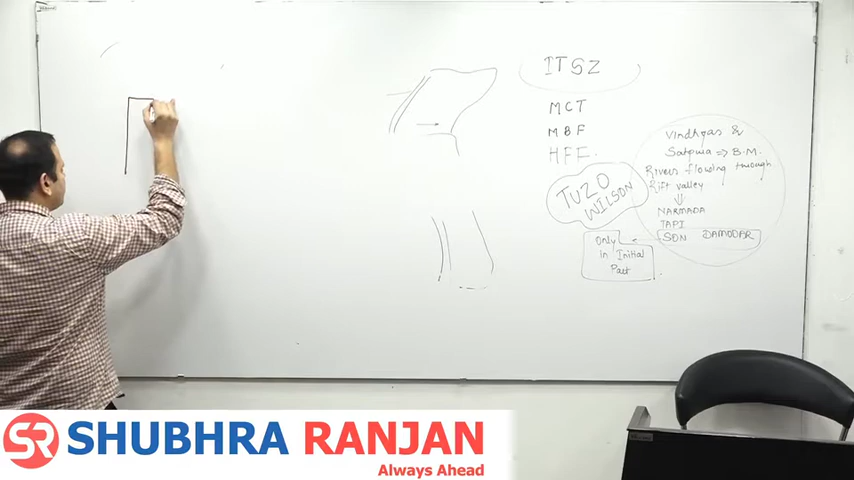 ITSZ
MCT
MBF
HFF
TUZO
WILSON
Vindhyas &
Satpura => B.M.
Rivers flowing through
Rift valley
NARMADA
TAPI
SON DAMODAR
Only
in Initial
Part
SR SHUBHRA RANJAN
Always Ahead